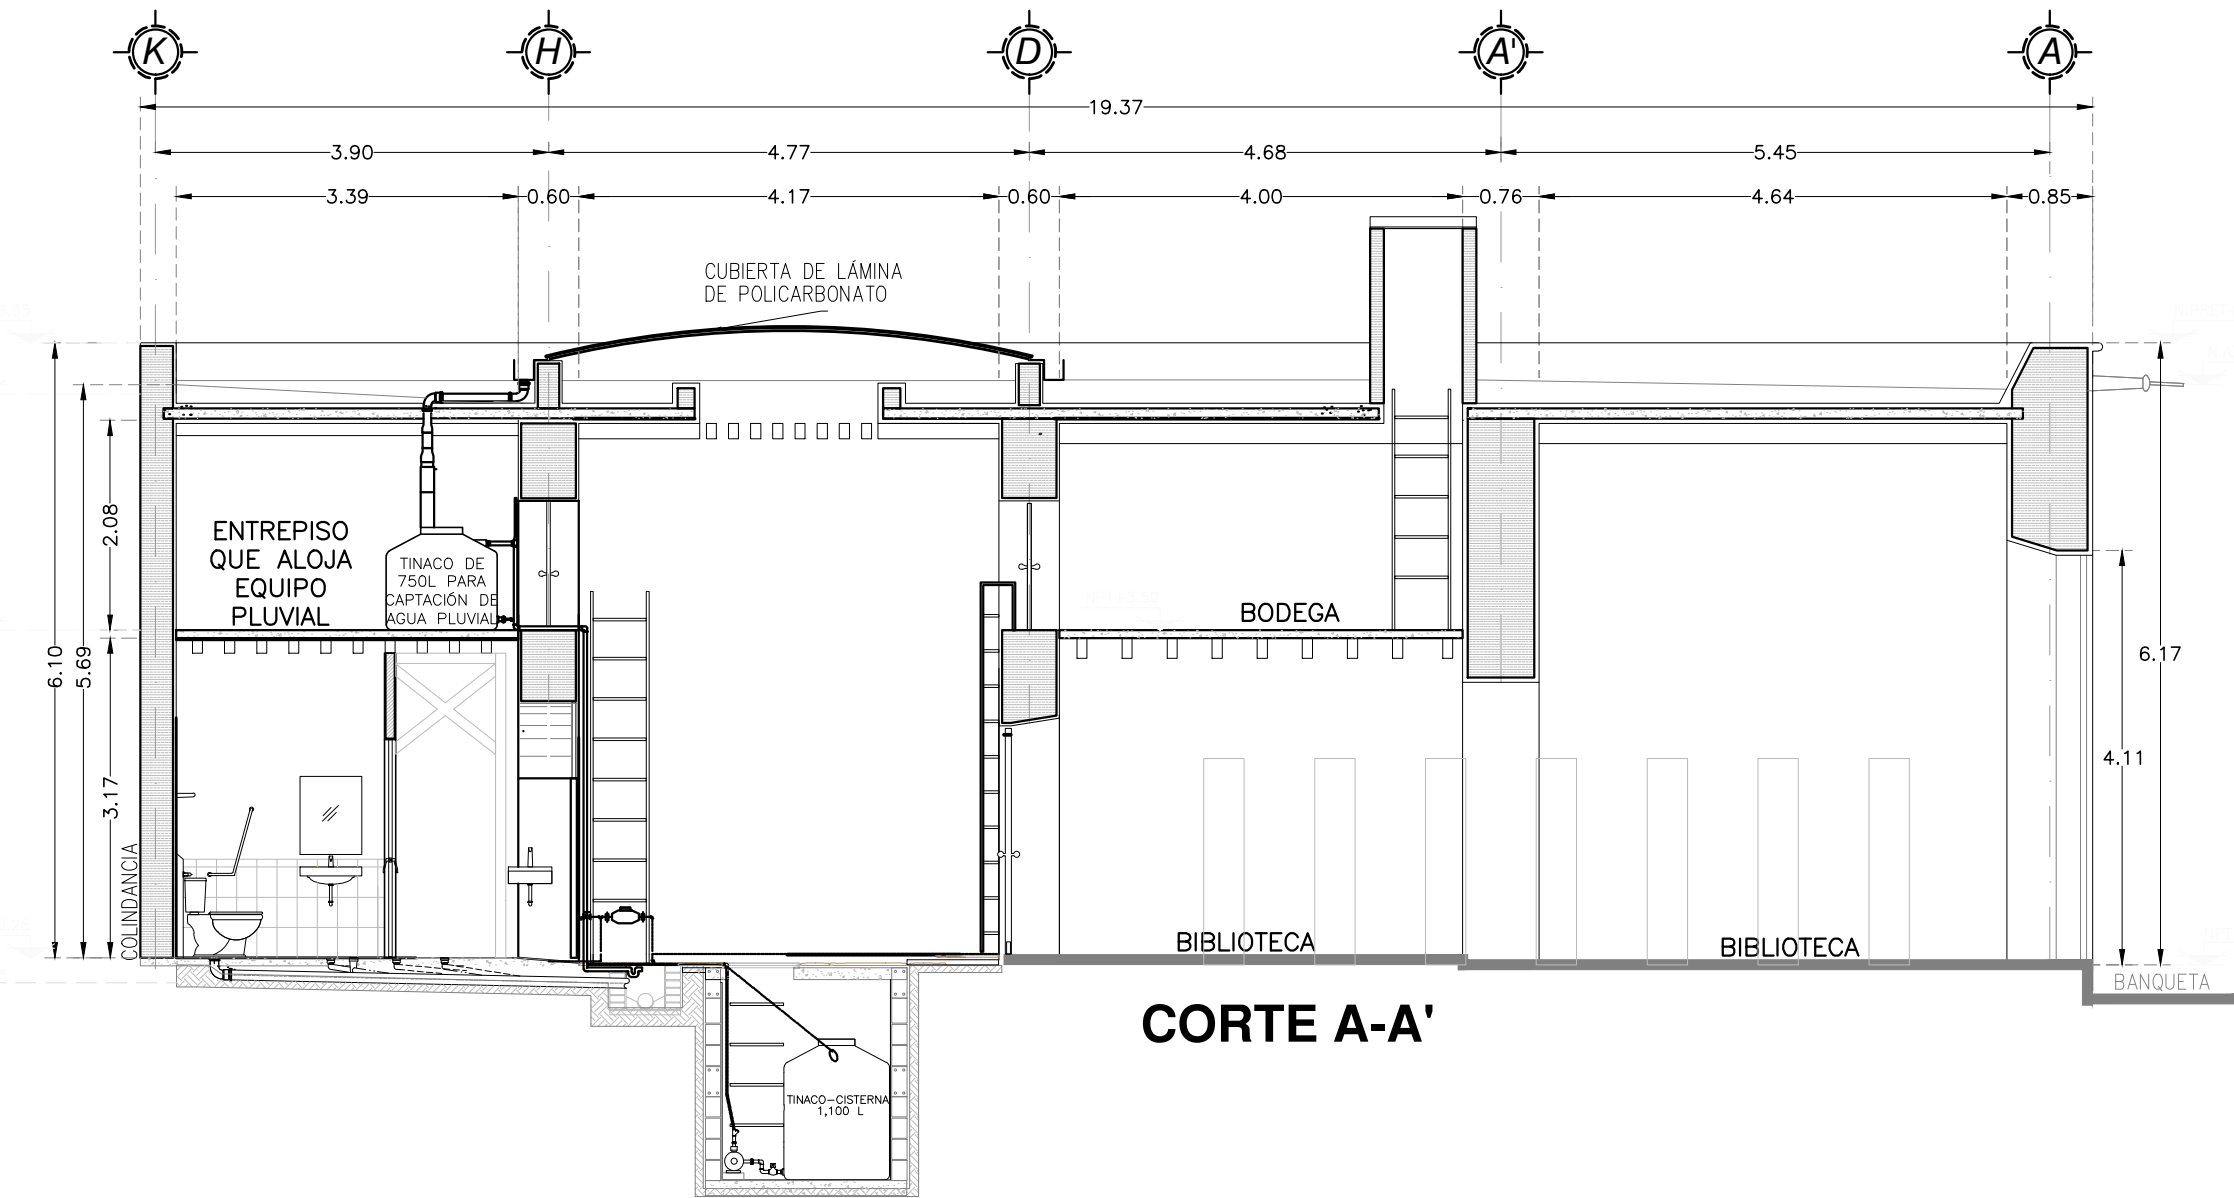 K H D A' A
19.37
3.90 4.77 4.68 5.45
3.39 0.60 4.17 0.60 4.00 0.76 4.64 0.85
CUBIERTA DE LÁMINA
DE POLICARBONATO
ENTREPISO
QUE ALOJA
EQUIPO
PLUVIAL
TINACO DE
750L PARA
CAPTACIÓN DE
AGUA PLUVIAL
2.08
6.10
5.69
3.17
COLINDANCIA
BODEGA
6.17
4.11
BIBLIOTECA
BIBLIOTECA
BANQUETA
CORTE A-A'
TINACO-CISTERNA
1,100 L